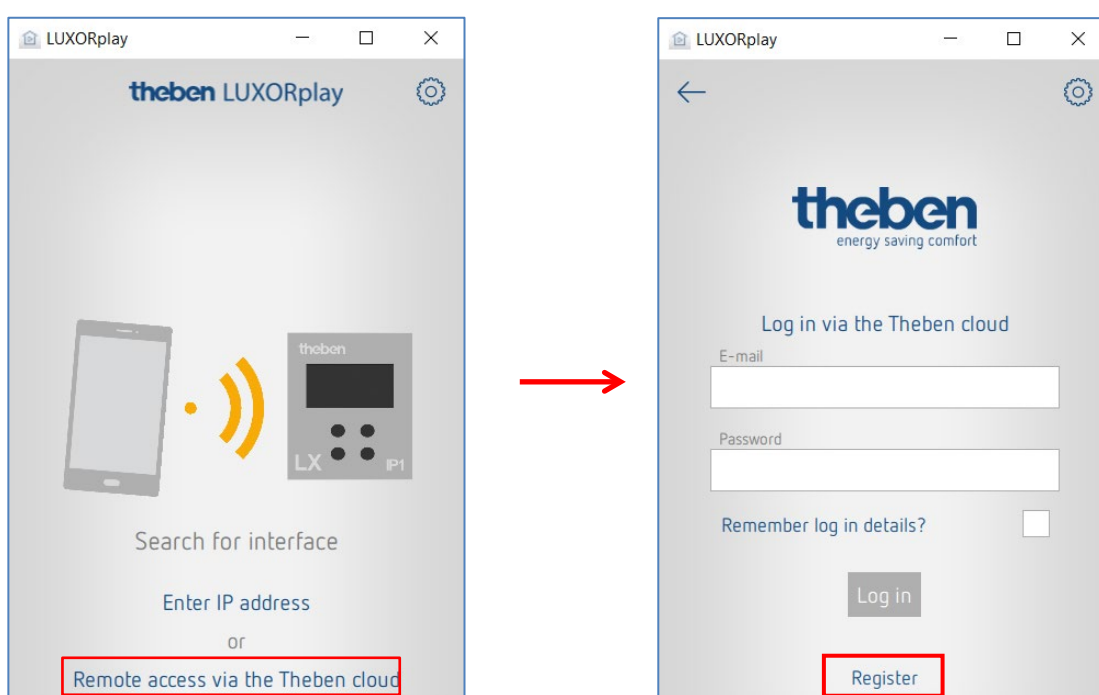 LUXORplay
theben LUXORplay
theben
LX
IP1
Search for interface
Enter IP address
or
Remote access via the Theben cloud
LUXORplay
theben
energy saving comfort
Log in via the Theben cloud
E-mail
Password
Remember log in details?
Log in
Register